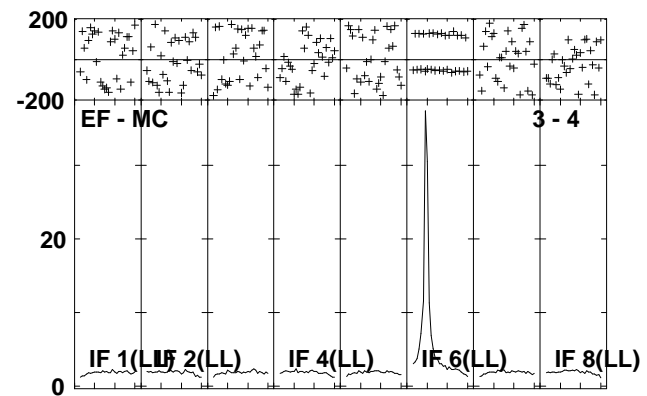 200
-200
EF - MC 3 - 4
20
IF 1(LL) IF 2(LL) IF 4(LL) IF 6(LL) IF 8(LL)
0